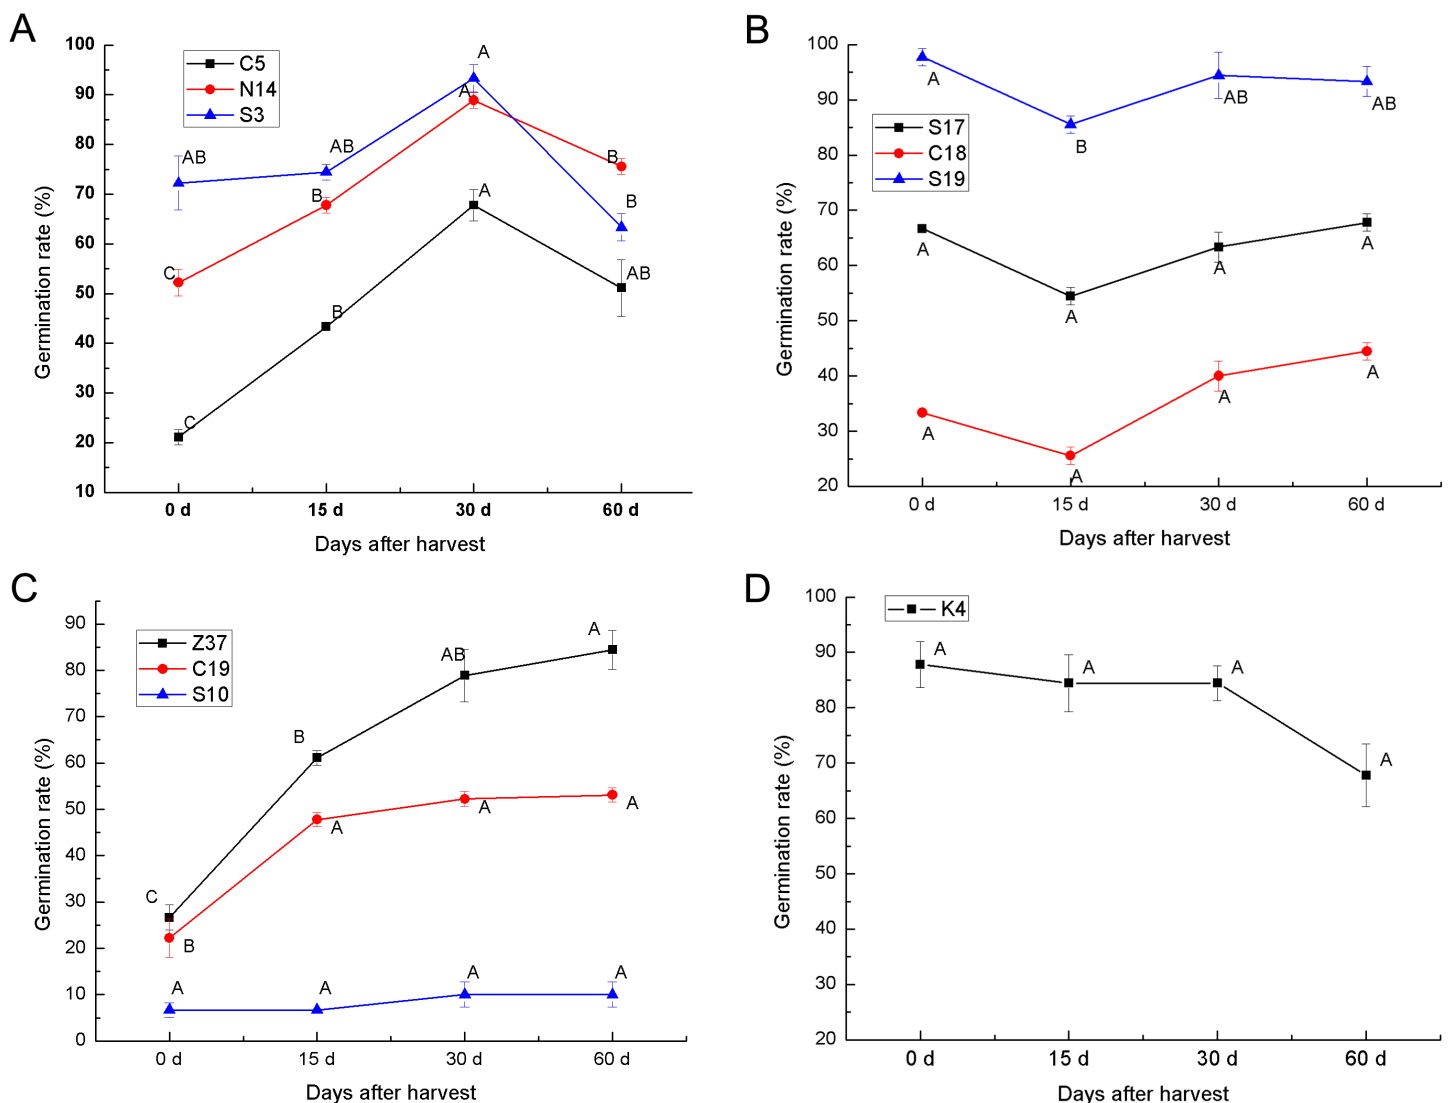 A
Germination rate (%)
100
90
80
70
60
50
40
30
20
10
C5
N14
S3
A
A
AB
AB
B
B
A
B
C
AB
B
C
0 d
15 d
30 d
60 d
Days after harvest
B
Germination rate (%)
100
90
80
70
60
50
40
30
20
S17
C18
S19
A
B
AB
AB
A
A
A
A
A
A
A
A
0 d
15 d
30 d
60 d
Days after harvest
C
Germination rate (%)
90
80
70
60
50
40
30
20
10
0
Z37
C19
S10
C
B
AB
A
B
A
A
A
A
A
A
A
0 d
15 d
30 d
60 d
Days after harvest
D
Germination rate (%)
100
90
80
70
60
50
40
30
20
K4
A
A
A
A
0 d
15 d
30 d
60 d
Days after harvest